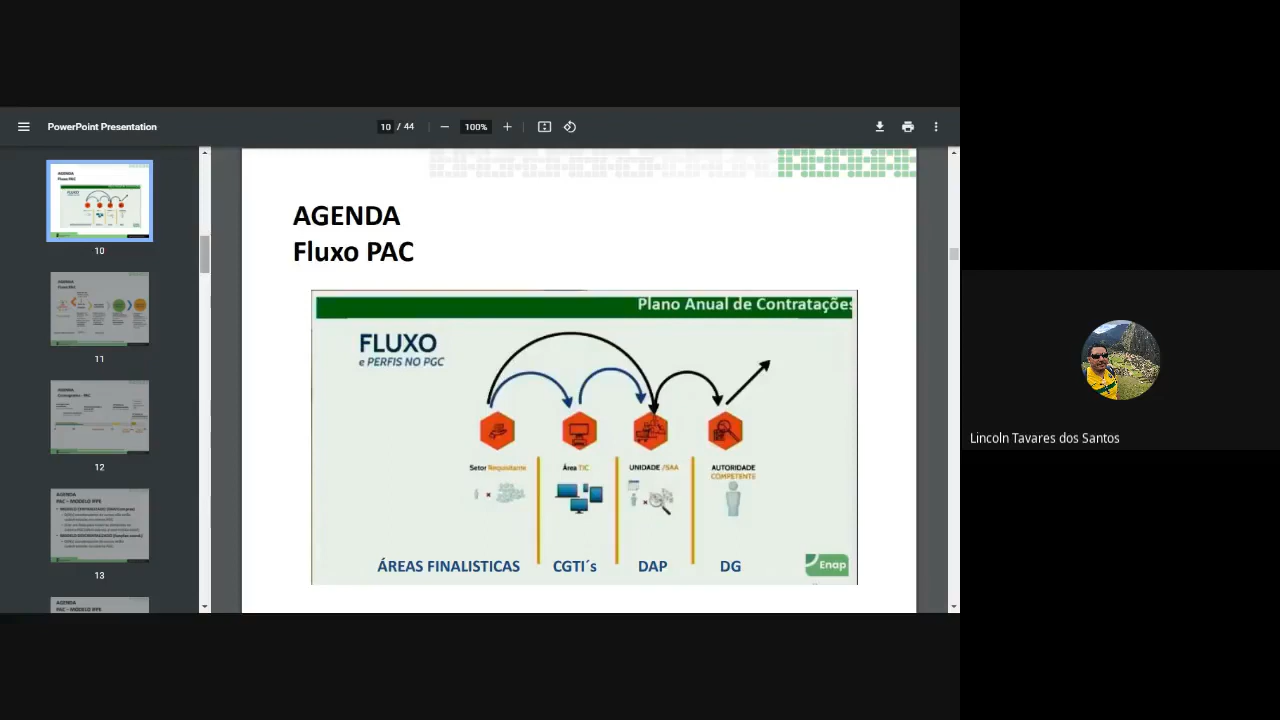 PowerPoint Presentation
10 / 44
100%
10
11
12
13
AGENDA
Fluxo PAC
Plano Anual de Contratações
FLUXO
e PERFIS NO PGC
Setor Requisitante
Área TIC
UNIDADE /SAA
AUTORIDADE
COMPETENTE
ÁREAS FINALISTICAS
CGTI´s
DAP
DG
Enap
Lincoln Tavares dos Santos